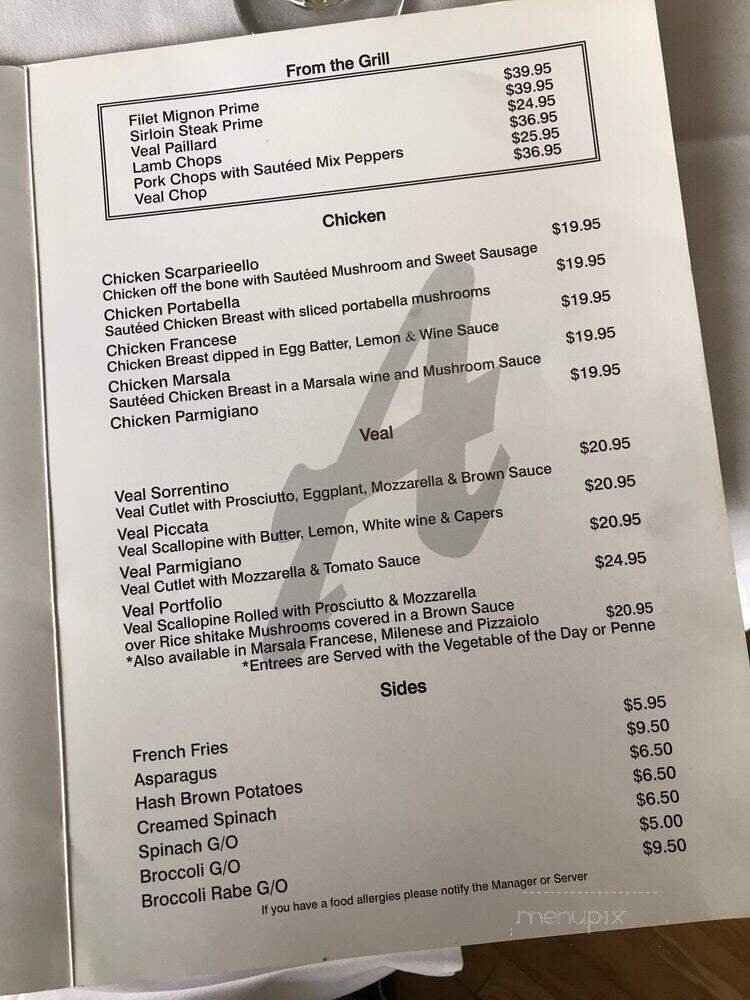 From the Grill
Filet Mignon Prime $39.95
Sirloin Steak Prime $39.95
Veal Paillard $24.95
Lamb Chops $36.95
Pork Chops with Sautéed Mix Peppers $25.95
Veal Chop $36.95
Chicken
Chicken Scarparieello $19.95
Chicken off the bone with Sautéed Mushroom and Sweet Sausage
Chicken Portabella $19.95
Sautéed Chicken Breast with sliced portabella mushrooms
Chicken Francese $19.95
Chicken Breast dipped in Egg Batter, Lemon & Wine Sauce
Chicken Marsala $19.95
Sautéed Chicken Breast in a Marsala wine and Mushroom Sauce
Chicken Parmigiano $19.95
Veal
Veal Sorrentino $20.95
Veal Cutlet with Prosciutto, Eggplant, Mozzarella & Brown Sauce
Veal Piccata $20.95
Veal Scallopine with Butter, Lemon, White wine & Capers
Veal Parmigiano $20.95
Veal Cutlet with Mozzarella & Tomato Sauce
Veal Portfolio $24.95
Veal Scallopine Rolled with Prosciutto & Mozzarella
over Rice shitake Mushrooms covered in a Brown Sauce
*Also available in Marsala Francese, Milenese and Pizzaiolo $20.95
*Entrees are Served with the Vegetable of the Day or Penne
Sides
French Fries $5.95
Asparagus $9.50
Hash Brown Potatoes $6.50
Creamed Spinach $6.50
Spinach G/O $6.50
Broccoli G/O $5.00
Broccoli Rabe G/O $9.50
If you have a food allergies please notify the Manager or Server
A
menupix